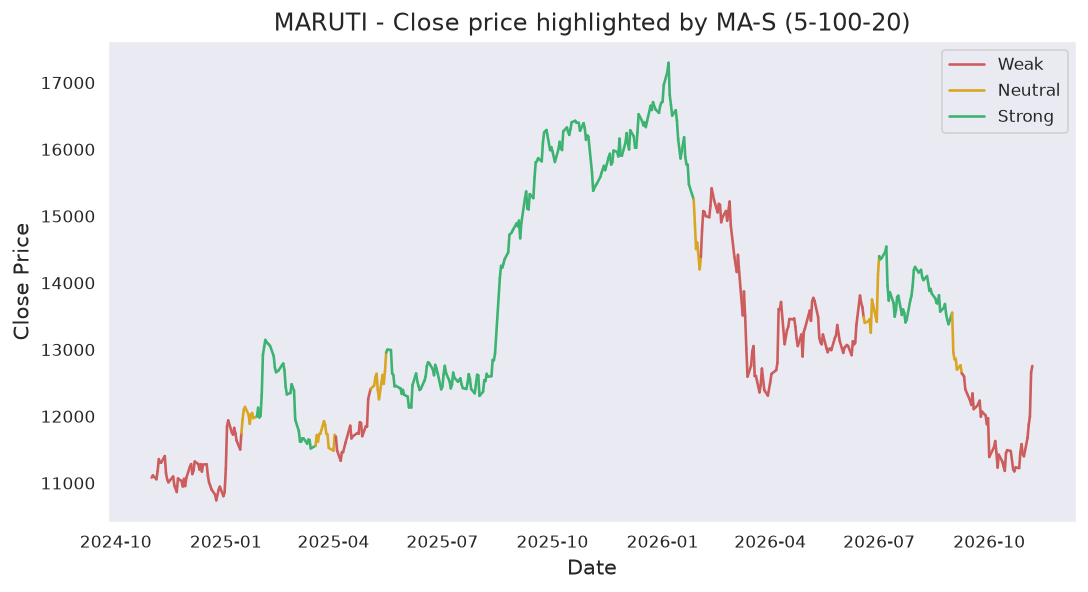 MARUTI - Close price highlighted by MA-S (5-100-20)
Weak
Neutral
Strong
17000
16000
15000
14000
13000
12000
11000
Close Price
2024-10 2025-01 2025-04 2025-07 2025-10 2026-01 2026-04 2026-07 2026-10
Date